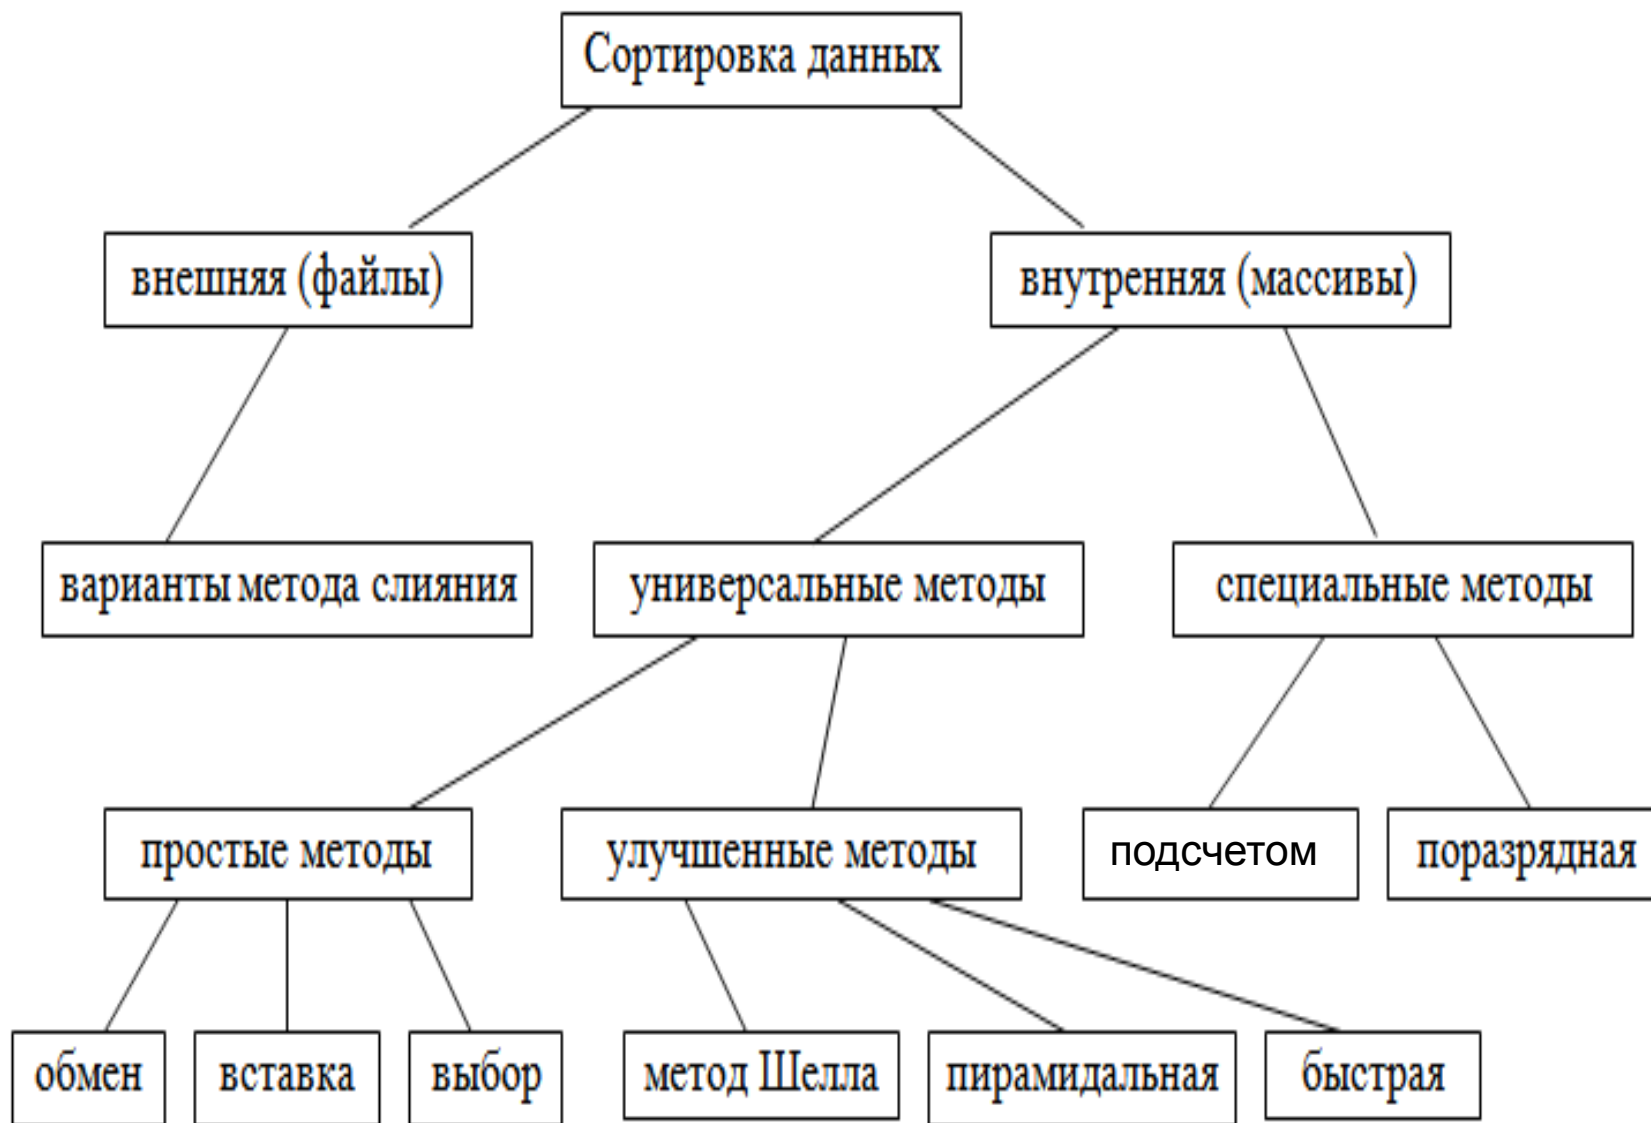 Сортировка данных
внешняя (файлы)
внутренняя (массивы)
варианты метода слияния
универсальные методы
специальные методы
простые методы
улучшенные методы
подсчетом
поразрядная
обмен
вставка
выбор
метод Шелла
пирамидальная
быстрая